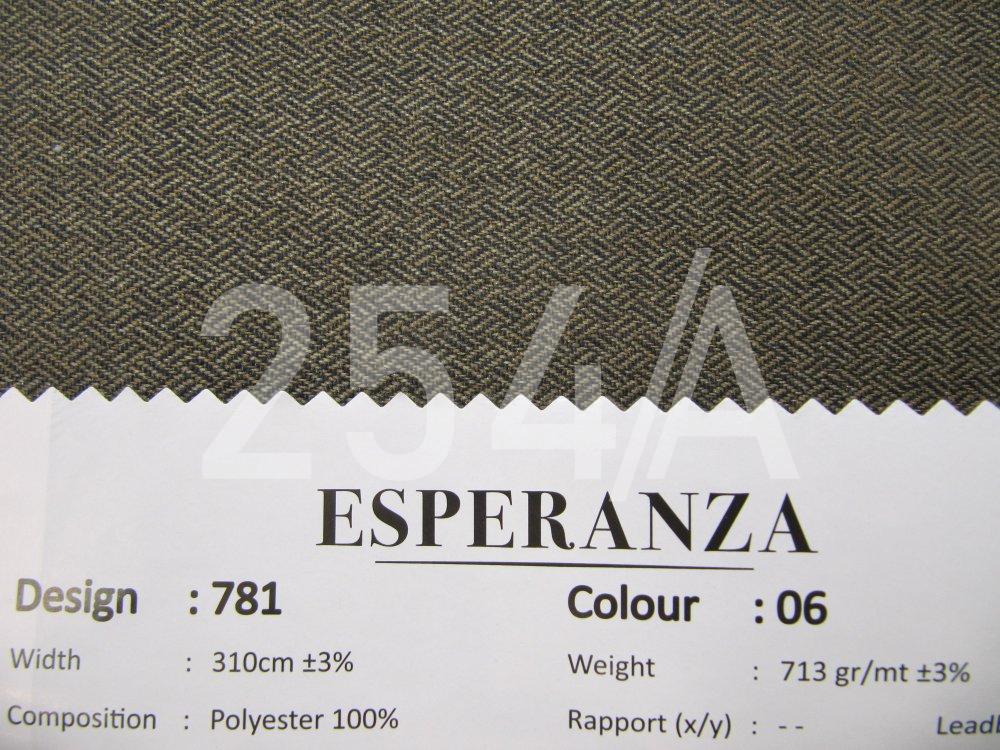 254/A
ESPERANZA
Design : 781 Colour : 06
Width : 310cm ±3% Weight : 713 gr/mt ±3%
Composition : Polyester 100% Rapport (x/y) : - -